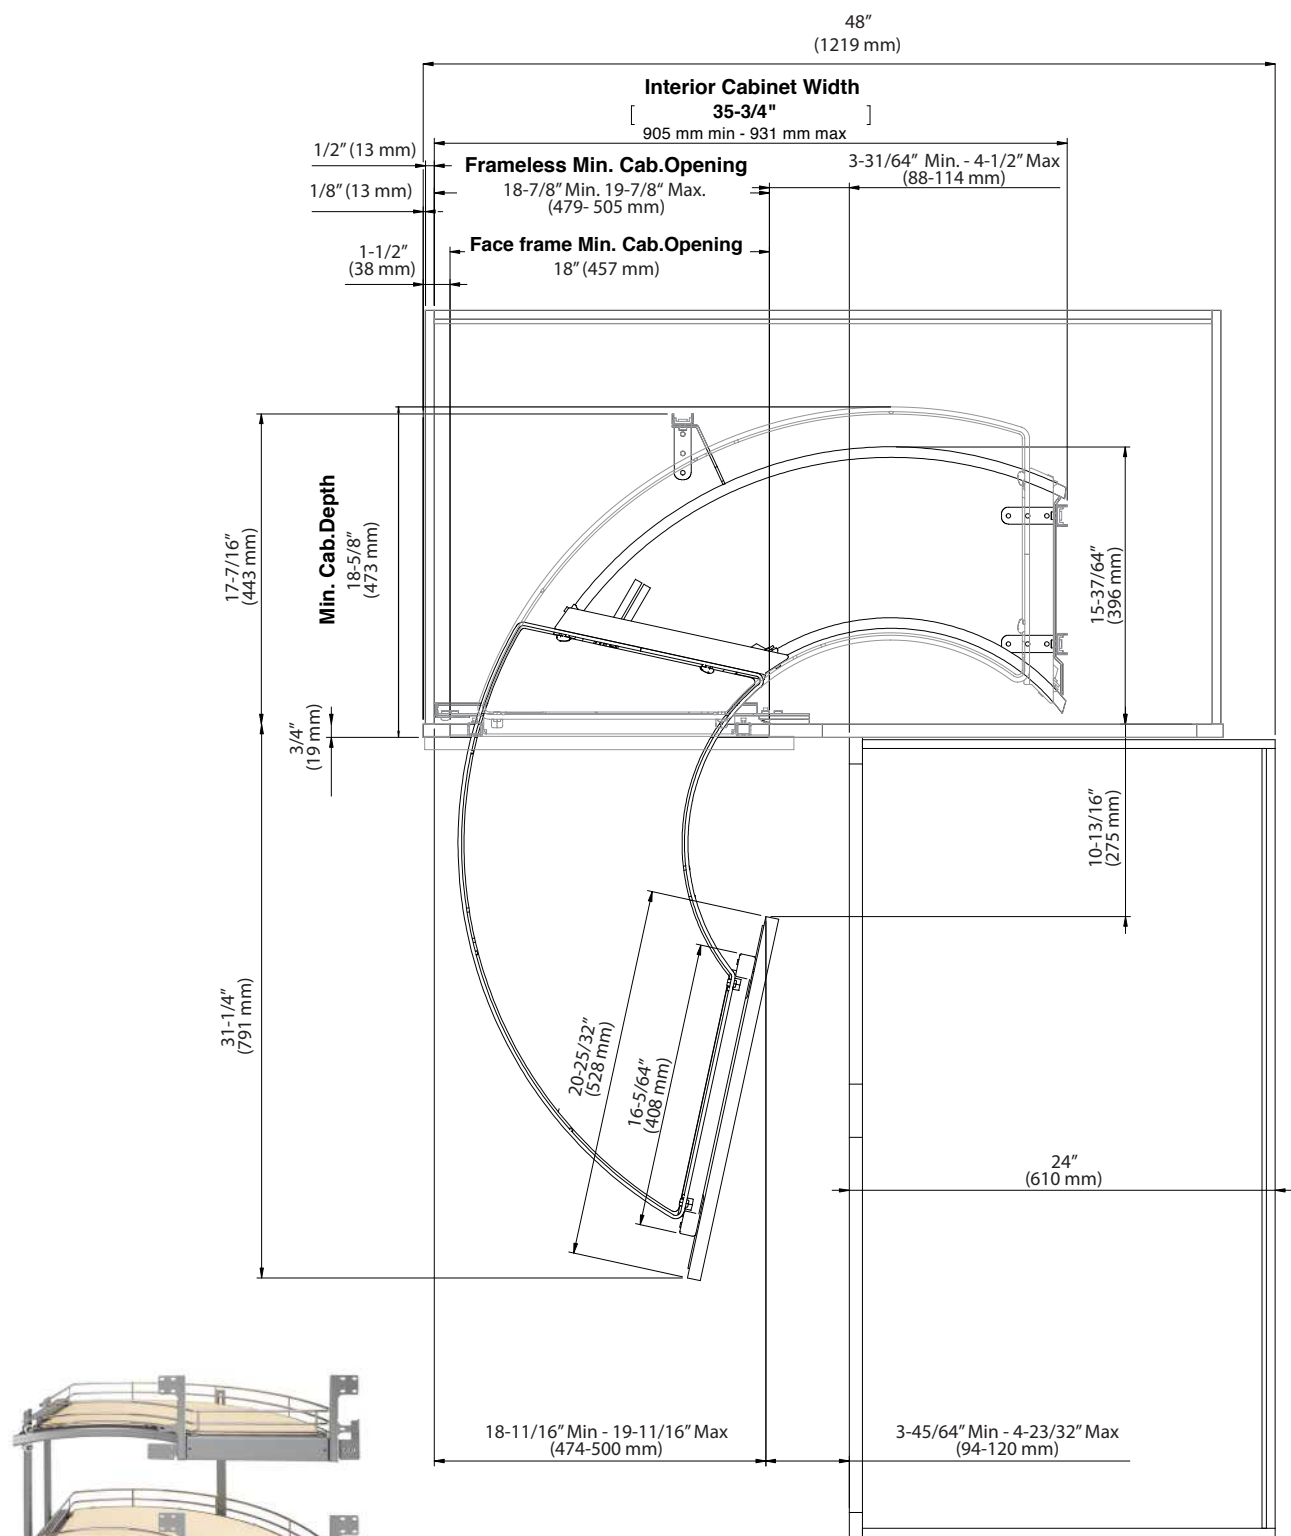 48”
(1219 mm)
Interior Cabinet Width
[ 35-3/4" ]
905 mm min - 931 mm max
1/2” (13 mm)
Frameless Min. Cab.Opening
3-31/64” Min. - 4-1/2” Max
(88-114 mm)
1/8” (13 mm)
18-7/8” Min. 19-7/8“ Max.
(479- 505 mm)
1-1/2”
(38 mm)
Face frame Min. Cab.Opening
18” (457 mm)
17-7/16”
(443 mm)
Min. Cab.Depth
18-5/8”
(473 mm)
15-37/64”
(396 mm)
3/4”
(19 mm)
10-13/16”
(275 mm)
31-1/4”
(791 mm)
20-25/32”
(528 mm)
16-5/64”
(408 mm)
24”
(610 mm)
18-11/16” Min - 19-11/16” Max
(474-500 mm)
3-45/64” Min - 4-23/32” Max
(94-120 mm)